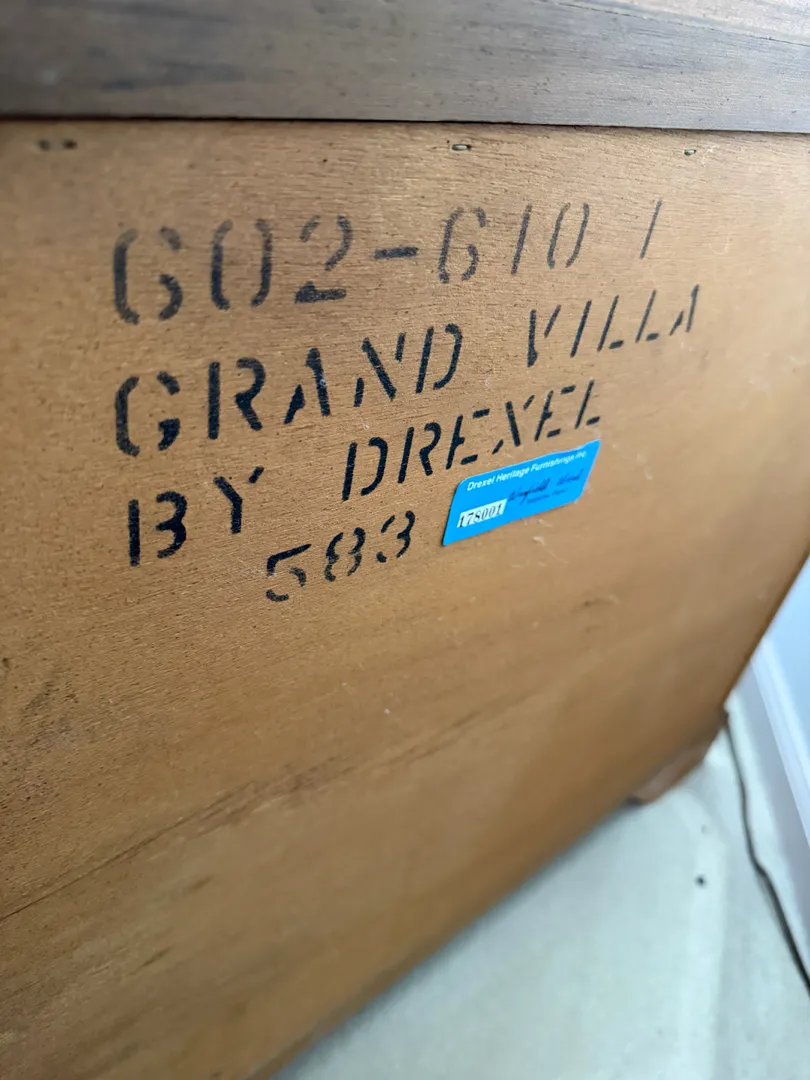 602-610 1
GRAND VILLA
BY DREXEL
583
Drexel Heritage Furnishings Inc.
178001